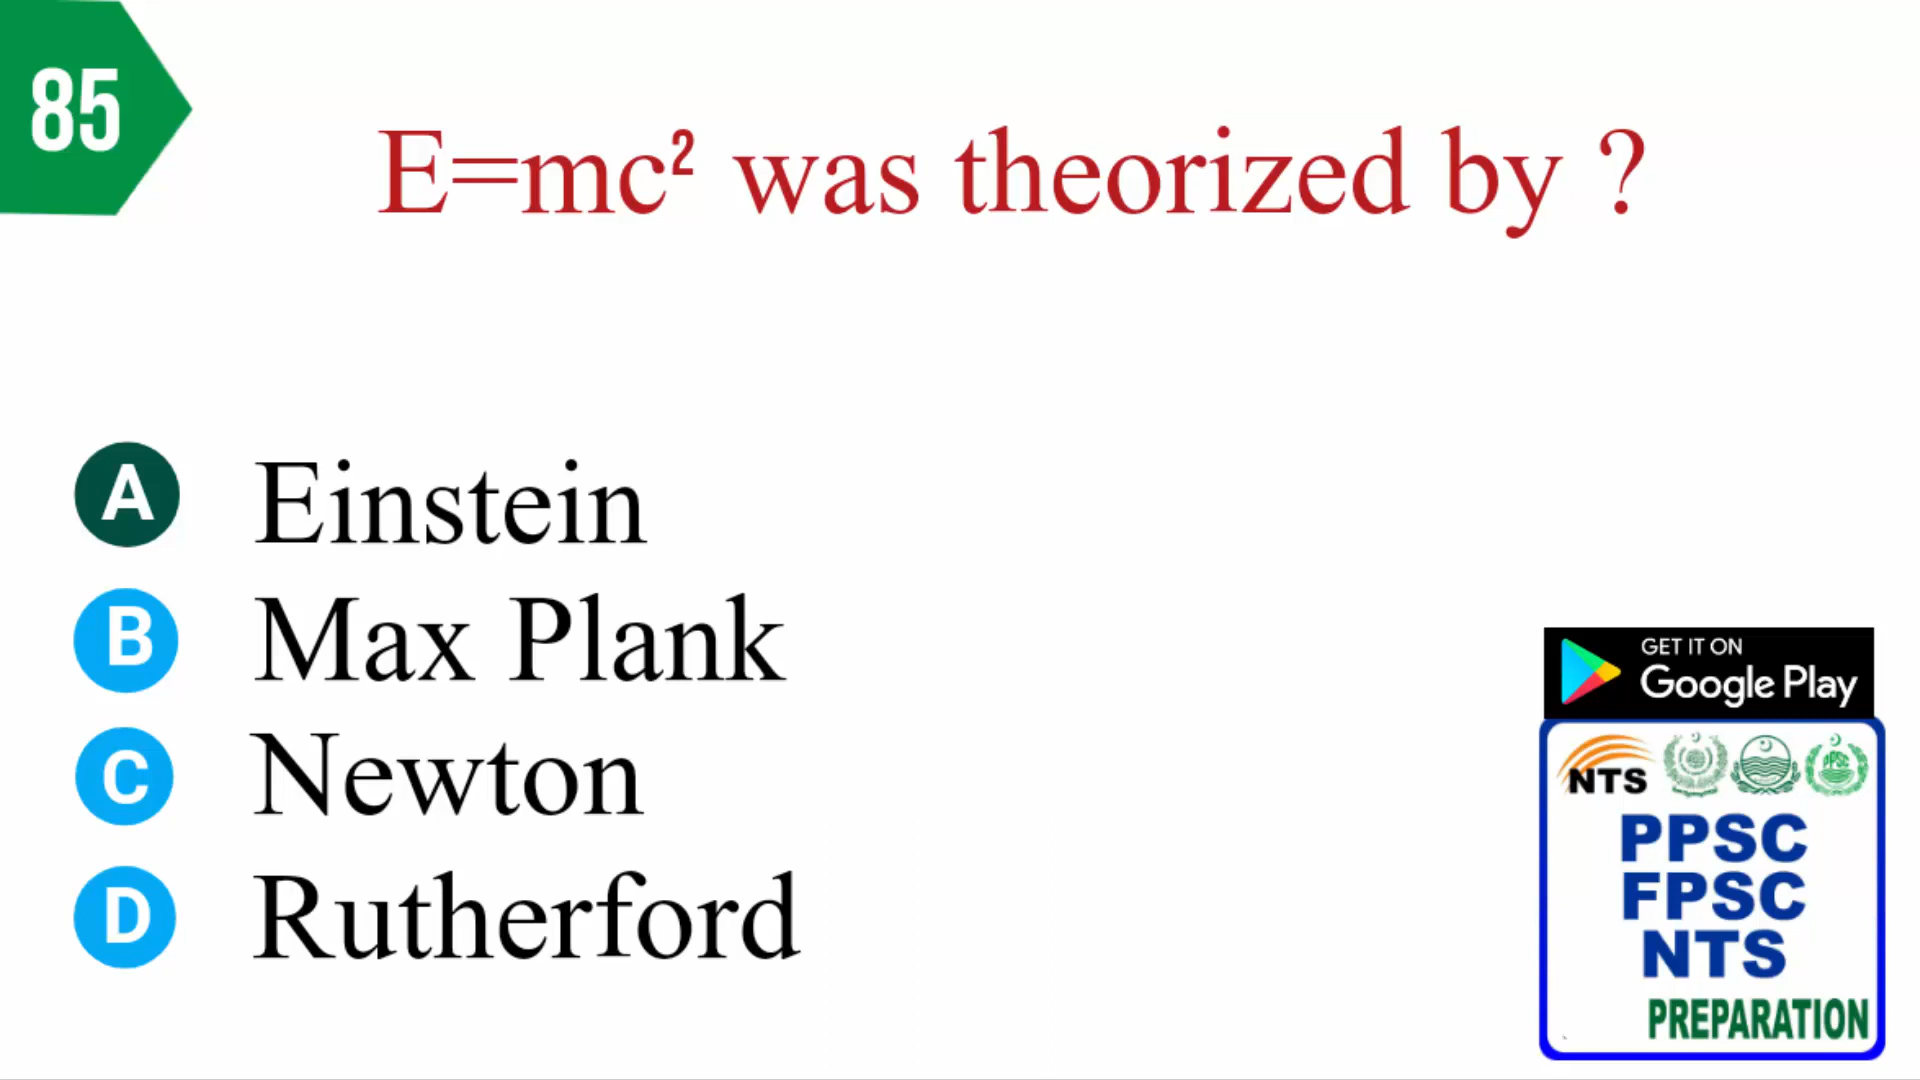 85
E=mc² was theorized by ?
A Einstein
B Max Plank
C Newton
D Rutherford
GET IT ON
Google Play
NTS
PPSC
PPSC
FPSC
NTS
PREPARATION